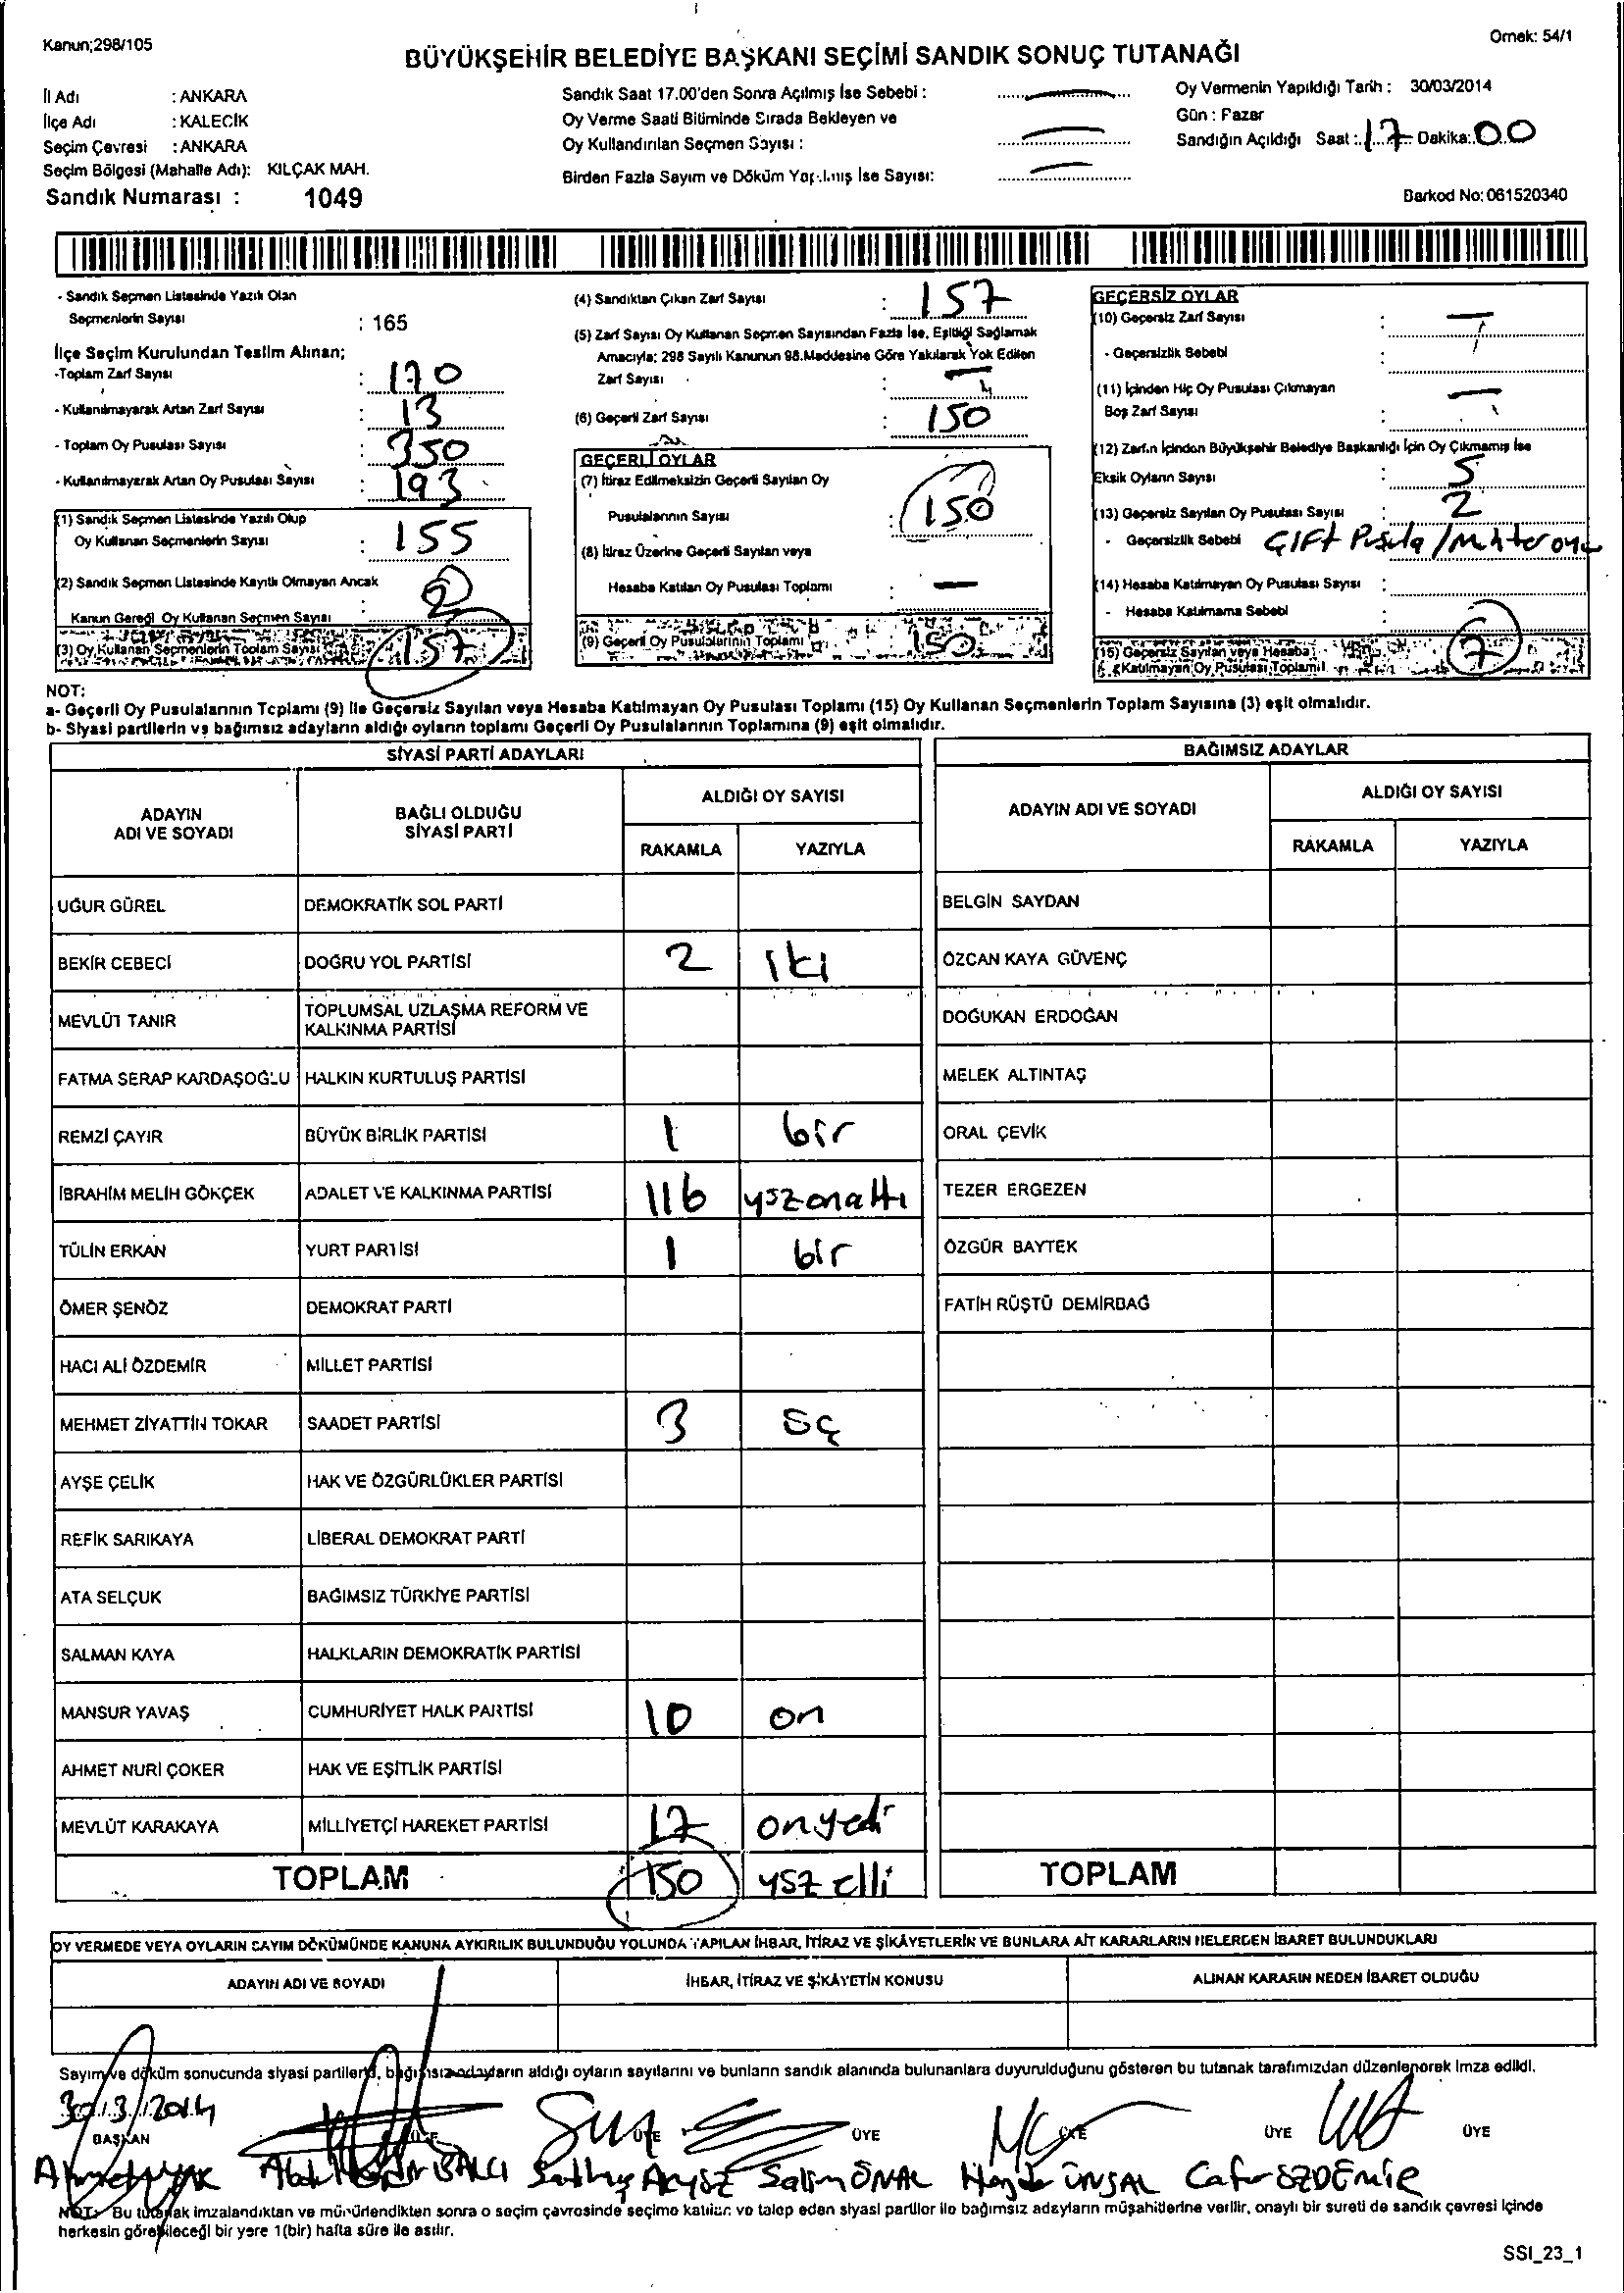 Kanun;298/105
Örnek: 54/1
BÜYÜKŞEHİR BELEDİYE BAŞKANI SEÇİMİ SANDIK SONUÇ TUTANAĞI
İl Adı : ANKARA
İlçe Adı : KALECİK
Seçim Çevresi : ANKARA
Seçim Bölgesi (Mahalle Adı): KILÇAK MAH.
Sandık Numarası : 1049
Sandık Saat 17.00'den Sonra Açılmış İse Sebebi :
Oy Verme Saati Bitiminde Sırada Bekleyen ve
Oy Kullandırılan Seçmen Sayısı :
Birden Fazla Sayım ve Döküm Yapılmış İse Sayısı:
Oy Vermenin Yapıldığı Tarih : 30/03/2014
Gün : Pazar
Sandığın Açıldığı Saat : 17 Dakika: 00
Barkod No: 061520340
- Sandık Seçmen Listesinde Yazılı Olan
Seçmenlerin Sayısı : 165
İlçe Seçim Kurulundan Teslim Alınan;
-Toplam Zarf Sayısı : 170
- Kullanılmayarak Artan Zarf Sayısı : 13
- Toplam Oy Pusulası Sayısı : 350
- Kullanılmayarak Artan Oy Pusulası Sayısı : 193
(1) Sandık Seçmen Listesinde Yazılı Olup
Oy Kullanan Seçmenlerin Sayısı : 155
(2) Sandık Seçmen Listesinde Kayıtlı Olmayan Ancak
Kanun Gereği Oy Kullanan Seçmen Sayısı : 2
(3) Oy Kullanan Seçmenlerin Toplam Sayısı 157
(4) Sandıktan Çıkan Zarf Sayısı : 157
(5) Zarf Sayısı Oy Kullanan Seçmen Sayısından Fazla İse, Eşitliği Sağlamak
Amacıyla; 298 Sayılı Kanunun 98.Maddesine Göre Yakılarak Yok Edilen
Zarf Sayısı : -
(6) Geçerli Zarf Sayısı : 150
GEÇERLİ OYLAR
(7) İtiraz Edilmeksizin Geçerli Sayılan Oy
Pusulalarının Sayısı : 150
(8) İtiraz Üzerine Geçerli Sayılan veya
Hesaba Katılan Oy Pusulası Toplamı : -
(9) Geçerli Oy Pusulalarının Toplamı : 150
GEÇERSİZ OYLAR
(10) Geçersiz Zarf Sayısı : -
- Geçersizlik Sebebi :
(11) İçinden Hiç Oy Pusulası Çıkmayan
Boş Zarf Sayısı : -
(12) Zarfın İçinden Büyükşehir Belediye Başkanlığı İçin Oy Çıkmamış İse
Eksik Oyların Sayısı : 5
(13) Geçersiz Sayılan Oy Pusulası Sayısı : 2
- Geçersizlik Sebebi Çift Pusula /
(14) Hesaba Katılmayan Oy Pusulası Sayısı :
- Hesaba Katılmama Sebebi :
(15) Geçersiz Sayılan veya Hesaba
Katılmayan Oy Pusulası Toplamı 7
NOT:
a- Geçerli Oy Pusulalarının Toplamı (9) ile Geçersiz Sayılan veya Hesaba Katılmayan Oy Pusulası Toplamı (15) Oy Kullanan Seçmenlerin Toplam Sayısına (3) eşit olmalıdır.
b- Siyasi partilerin ve bağımsız adayların aldığı oyların toplamı Geçerli Oy Pusulalarının Toplamına (9) eşit olmalıdır.
SİYASİ PARTİ ADAYLARI
BAĞIMSIZ ADAYLAR
ADAYIN ADI VE SOYADI
BAĞLI OLDUĞU SİYASİ PARTİ
ALDIĞI OY SAYISI
RAKAMLA YAZIYLA
ADAYIN ADI VE SOYADI
ALDIĞI OY SAYISI
RAKAMLA YAZIYLA
UĞUR GÜREL DEMOKRATİK SOL PARTİ BELGİN SAYDAN
BEKİR CEBECİ DOĞRU YOL PARTİSİ 2 iki ÖZCAN KAYA GÜVENÇ
MEVLÜT TANIR TOPLUMSAL UZLAŞMA REFORM VE KALKINMA PARTİSİ DOĞUKAN ERDOĞAN
FATMA SERAP KARDAŞOĞLU HALKIN KURTULUŞ PARTİSİ MELEK ALTINTAŞ
REMZİ ÇAYIR BÜYÜK BİRLİK PARTİSİ 1 bir ORAL ÇEVİK
İBRAHİM MELİH GÖKÇEK ADALET VE KALKINMA PARTİSİ 116 yüzonaltı TEZER ERGEZEN
TÜLİN ERKAN YURT PARTİSİ 1 bir ÖZGÜR BAYTEK
ÖMER ŞENÖZ DEMOKRAT PARTİ FATİH RÜŞTÜ DEMİRBAĞ
HACI ALİ ÖZDEMİR MİLLET PARTİSİ
MEHMET ZİYATTİN TOKAR SAADET PARTİSİ 3 üç
AYŞE ÇELİK HAK VE ÖZGÜRLÜKLER PARTİSİ
REFİK SARIKAYA LİBERAL DEMOKRAT PARTİ
ATA SELÇUK BAĞIMSIZ TÜRKİYE PARTİSİ
SALMAN KAYA HALKLARIN DEMOKRATİK PARTİSİ
MANSUR YAVAŞ CUMHURİYET HALK PARTİSİ 10 on
AHMET NURİ ÇOKER HAK VE EŞİTLİK PARTİSİ
MEVLÜT KARAKAYA MİLLİYETÇİ HAREKET PARTİSİ 17 onyedi
TOPLAM 150 yüz elli TOPLAM
OY VERMEDE VEYA OYLARIN SAYIM DÖKÜMÜNDE KANUNA AYKIRILIK BULUNDUĞU YOLUNDA YAPILAN İHBAR, İTİRAZ VE ŞİKÂYETLERİN VE BUNLARA AİT KARARLARIN NELERDEN İBARET BULUNDUKLARI
ADAYIN ADI VE SOYADI İHBAR, İTİRAZ VE ŞİKÂYETİN KONUSU ALINAN KARARIN NEDEN İBARET OLDUĞU
Sayım ve döküm sonucunda siyasi partilerin, bağımsız adayların aldığı oyların sayılarını ve bunların sandık alanında bulunanlara duyurulduğunu gösteren bu tutanak tarafımızdan düzenlenerek imza edildi.
30/3/2014
BAŞKAN ÜYE ÜYE ÜYE ÜYE ÜYE ÜYE
BALCI Salim ÖNAL ÜNSAL Cafer ÖZDEMİR
NOT: Bu tutanak imzalandıktan ve mühürlendikten sonra o seçim çevresinde seçime katılan ve talep eden siyasi partiler ile bağımsız adayların müşahitlerine verilir, onaylı bir sureti de sandık çevresi içinde
herkesin görebileceği bir yere 1(bir) hafta süre ile asılır.
SSI_23_1